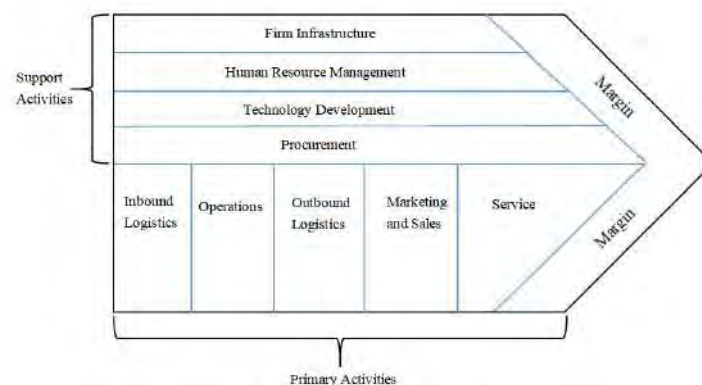 Firm Infrastructure
Human Resource Management
Support
Activities
Technology Development
Procurement
Margin
Inbound
Logistics
Operations
Outbound
Logistics
Marketing
and Sales
Service
Margin
Primary Activities